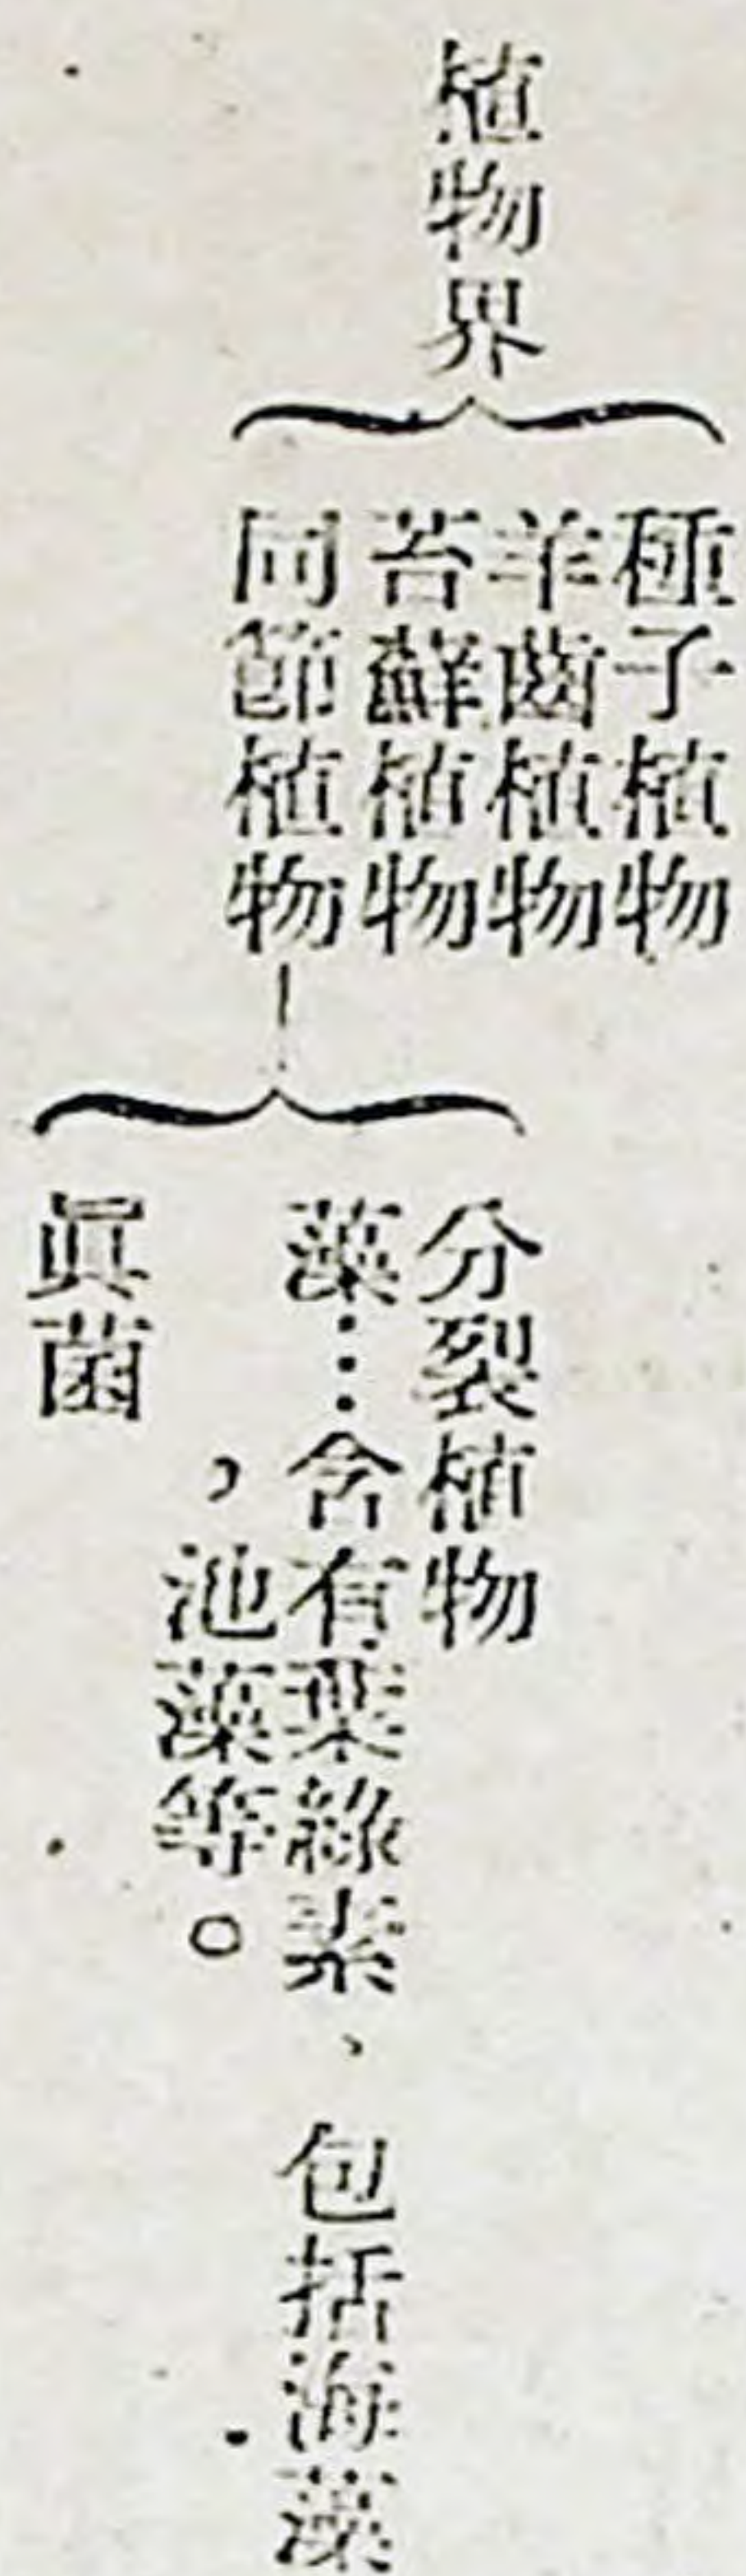 植物界
種子植物
羊齒植物
苔蘚植物
同節植物
分裂植物
藻…含有葉綠素、包括海藻
，池藻等。
眞菌